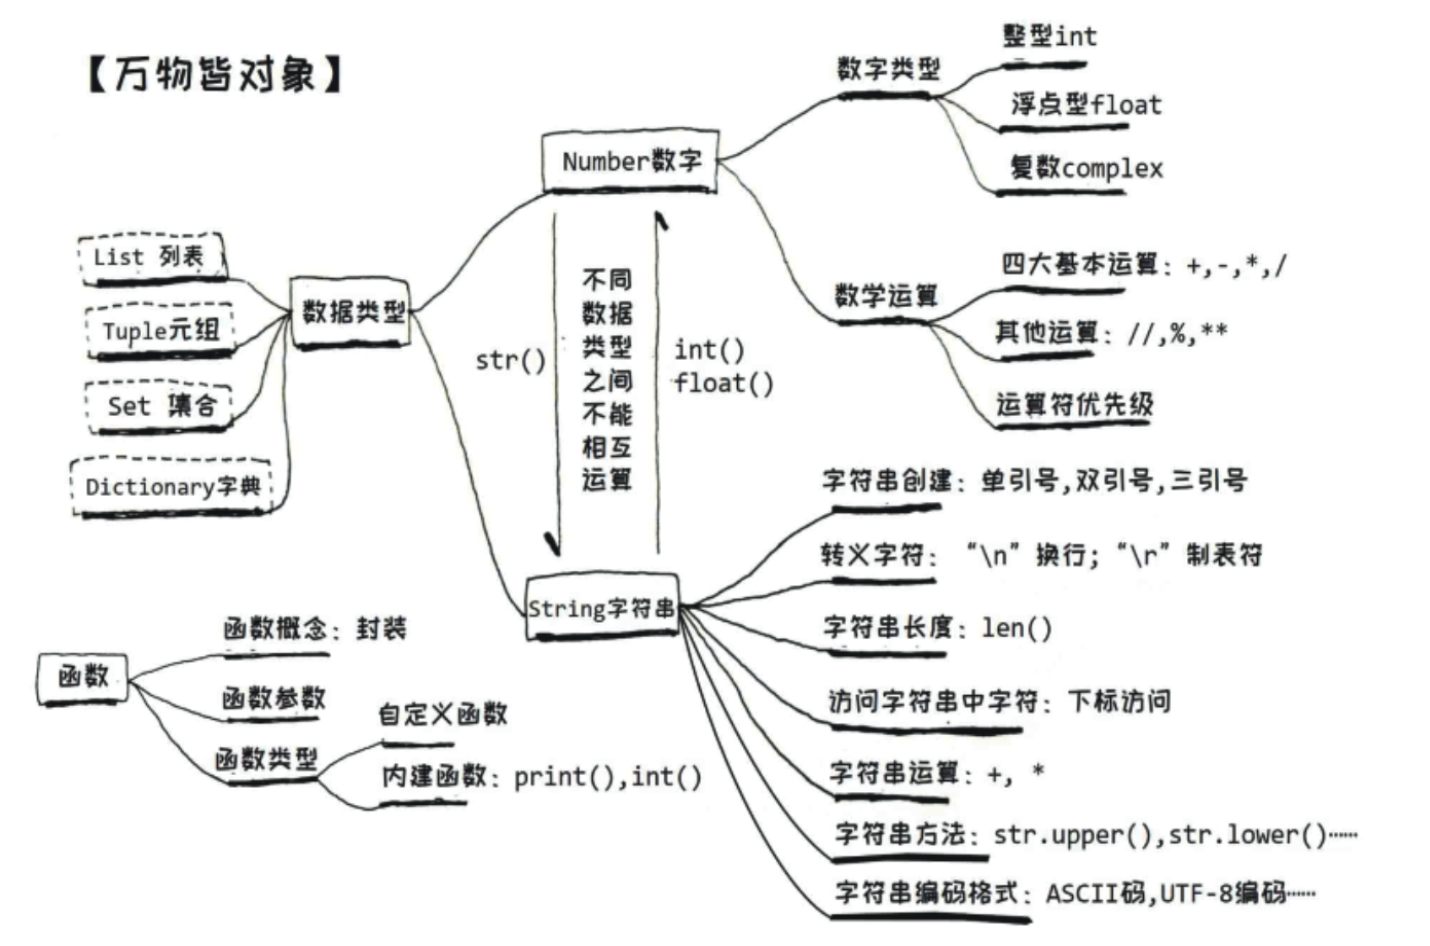 【万物皆对象】
整型int
数字类型
浮点型float
Number数字
复数complex
List 列表
Tuple元组
数据类型
Set 集合
Dictionary字典
str()
不同
数据
类型
之间
不能
相互
运算
int()
float()
四大基本运算：+,-,*,/
数学运算
其他运算：//,%,**
运算符优先级
字符串创建：单引号,双引号,三引号
转义字符：“\n”换行；“\r”制表符
String字符串
字符串长度：len()
访问字符串中字符：下标访问
字符串运算：+, *
字符串方法：str.upper(),str.lower()……
字符串编码格式：ASCII码,UTF-8编码……
函数概念：封装
函数
函数参数
自定义函数
函数类型
内建函数：print(),int()